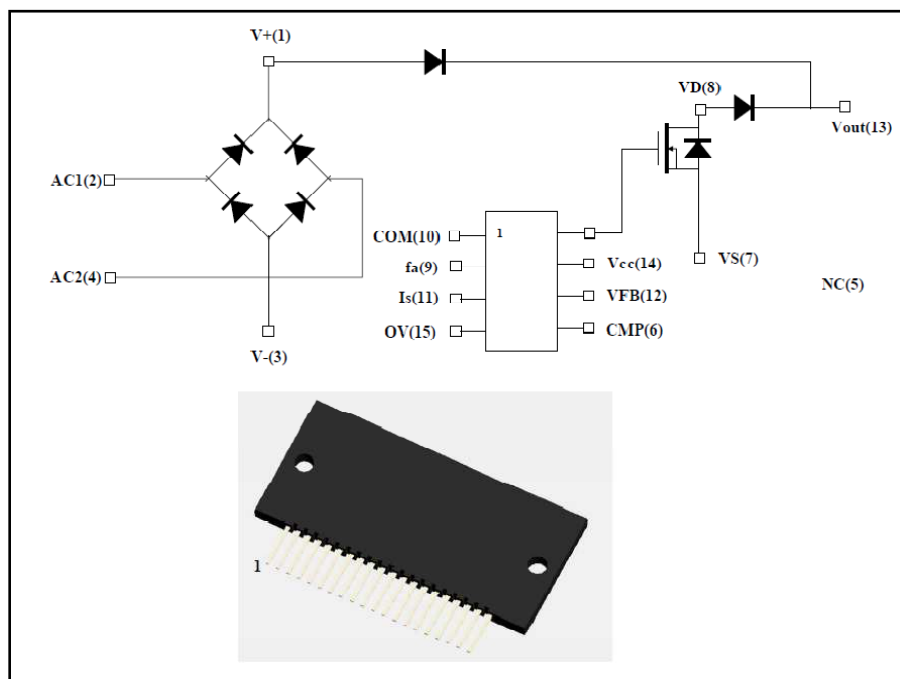 V+(1)
VD(8)
Vout(13)
AC1(2)
COM(10)
1
fa(9)
Vcc(14)
VS(7)
AC2(4)
NC(5)
Is(11)
VFB(12)
OV(15)
CMP(6)
V-(3)
1